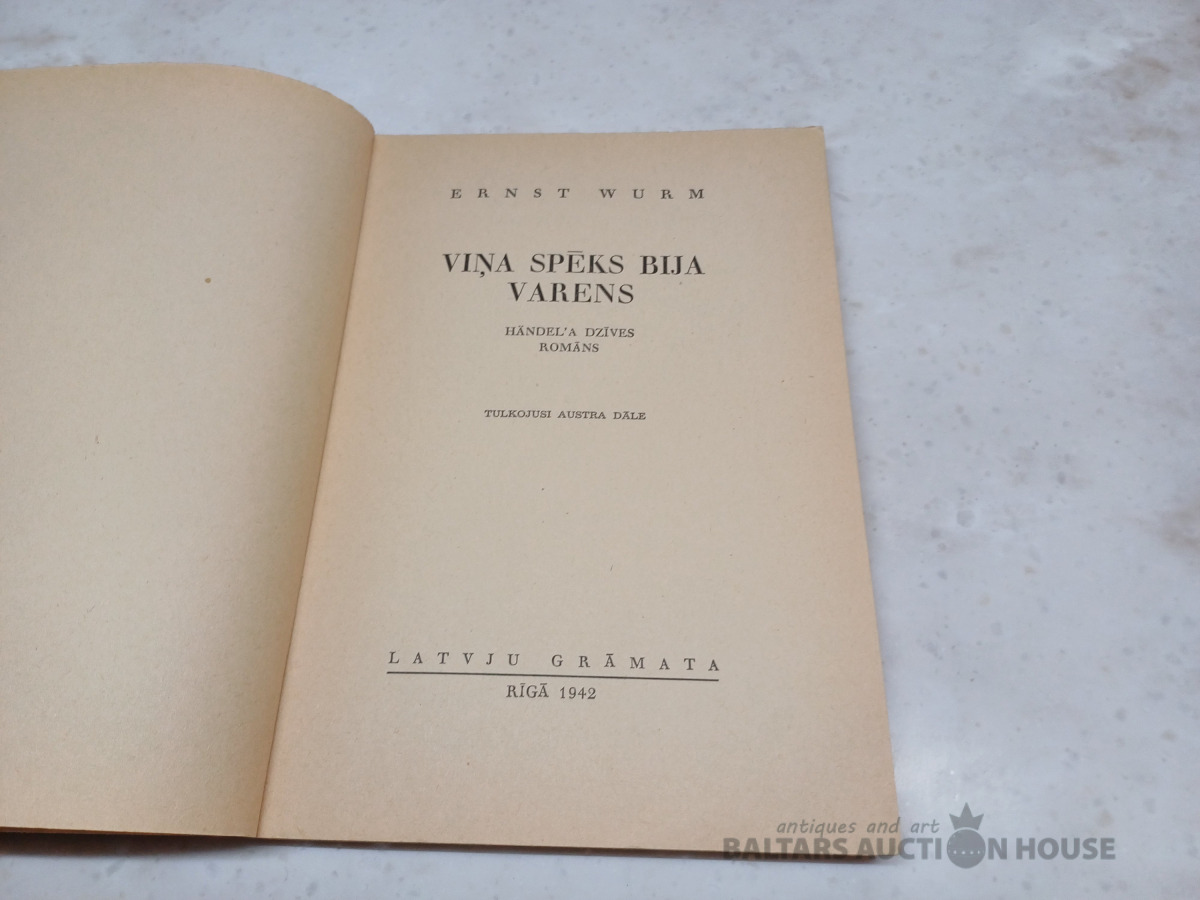 ERNST WURM
VIŅA SPĒKS BIJA
VARENS
HÄNDEL'A DZĪVES
ROMĀNS
TULKOJUSI AUSTRA DĀLE
LATVJU GRĀMATA
RĪGĀ 1942
antiques and art
BALTARS AUCTION HOUSE